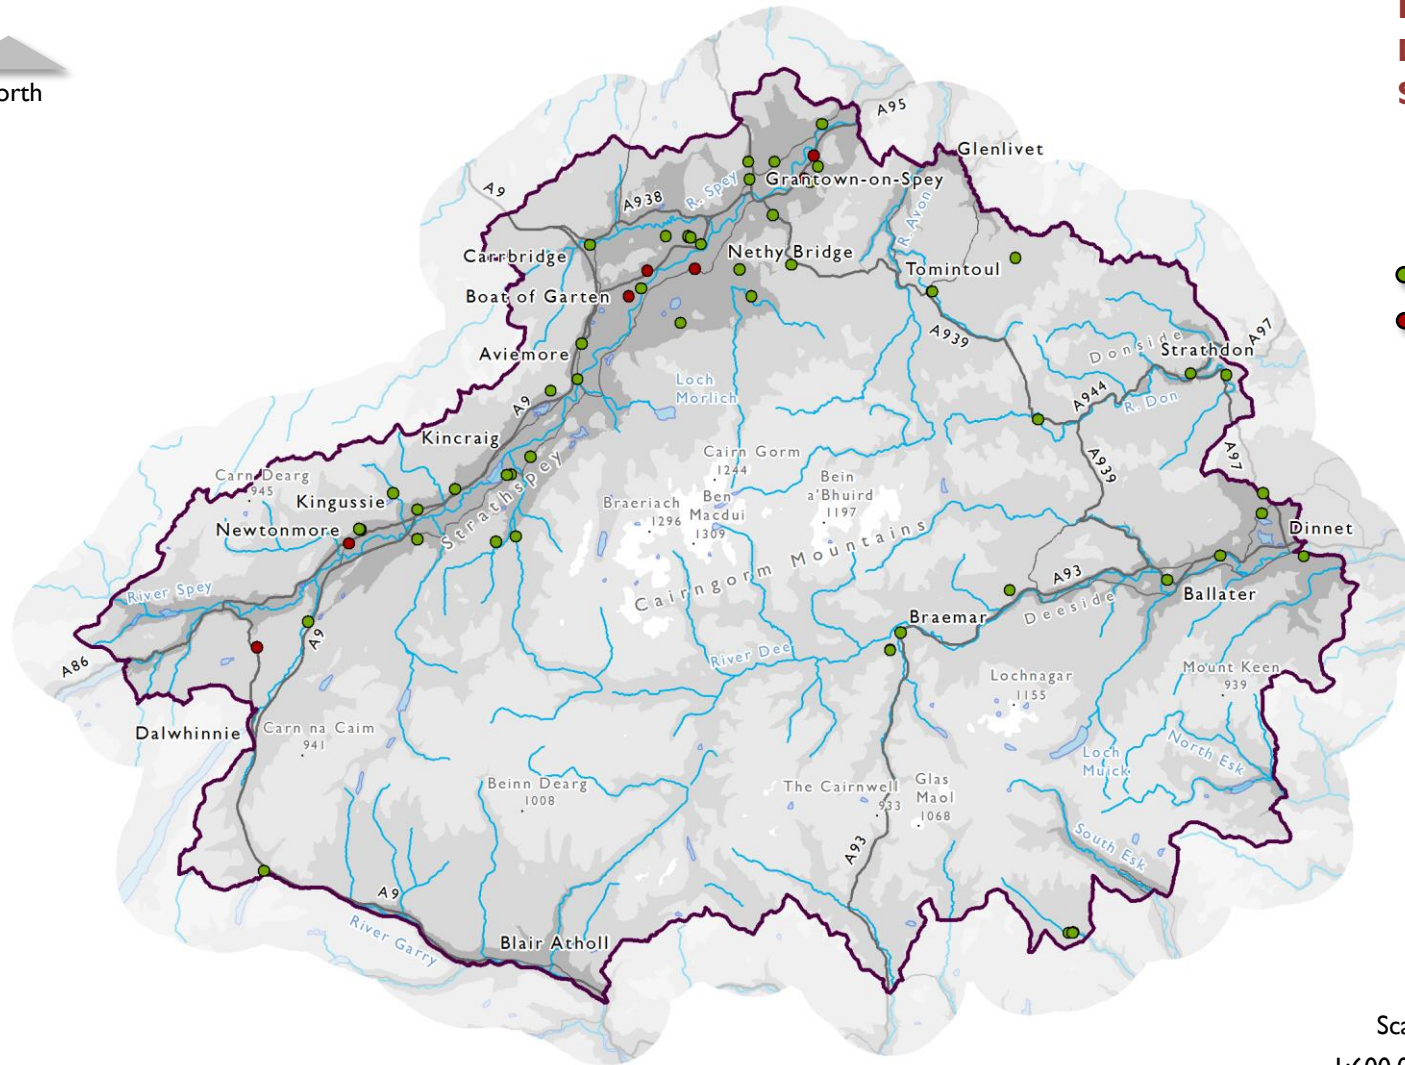 A95
Glenlivet
A9
Grantown-on-Spey
R. Spey
A938
R. Avon
Carrbridge
Nethy Bridge
Tomintoul
Boat of Garten
A939
A97
Donside
Strathdon
Aviemore
Loch
Morlich
A944
R. Don
A9
Kincraig
Cairn Gorm
1244
A97
A939
Carn Dearg
945
Bein
a'Bhuird
1197
Kingussie
Braeriach
1296
Ben
Macdui
1309
Strathspey
Newtonmore
Dinnet
Cairngorm Mountains
A93
River Spey
Ballater
Deeside
Braemar
A9
River Dee
A86
Lochnagar
1155
Mount Keen
939
Dalwhinnie
Carn na Caim
941
Loch
Muick
North Esk
Beinn Dearg
1008
The Cairnwell
933
Glas
Maol
1068
South Esk
A93
A9
River Garry
Blair Atholl